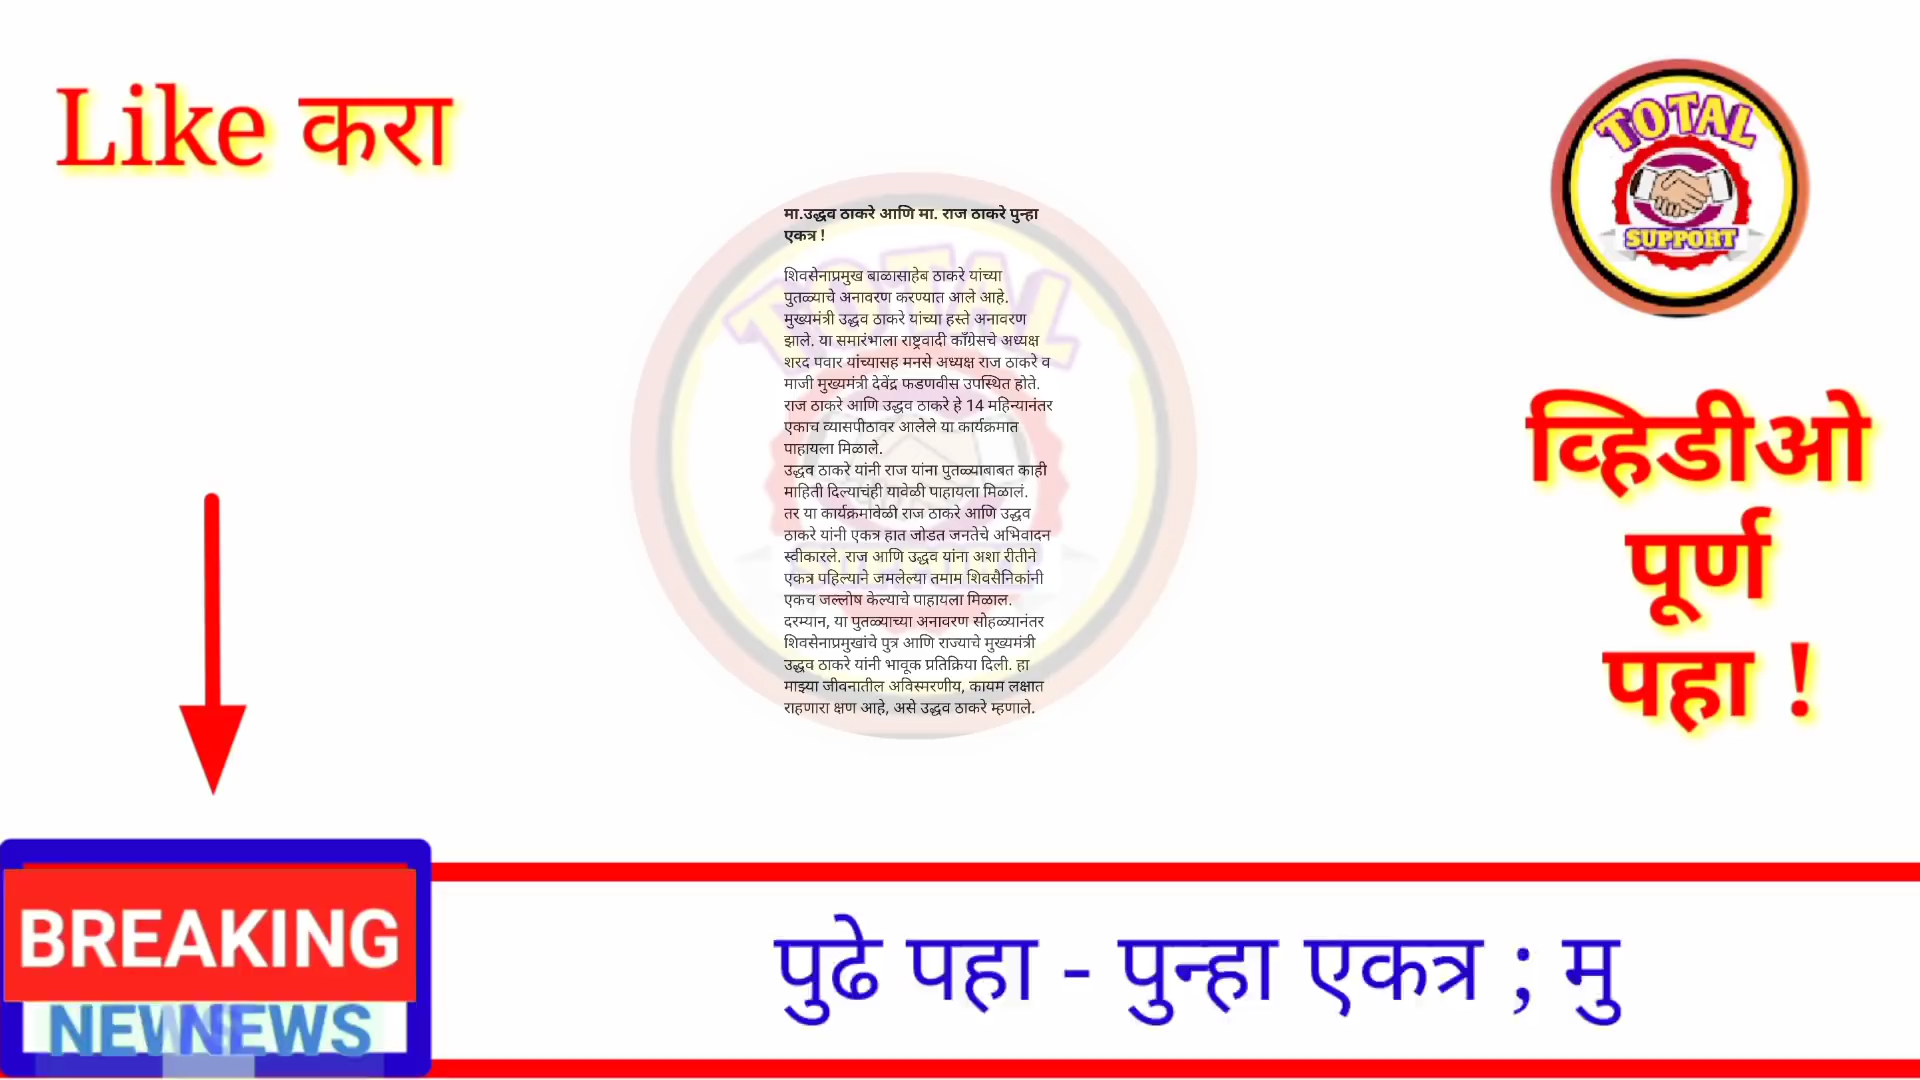 Like करा
TOTAL
SUPPORT
मा.उद्धव ठाकरे आणि मा. राज ठाकरे पुन्हा
एकत्र !
शिवसेनाप्रमुख बाळासाहेब ठाकरे यांच्या
पुतळ्याचे अनावरण करण्यात आले आहे.
मुख्यमंत्री उद्धव ठाकरे यांच्या हस्ते अनावरण
झाले. या समारंभाला राष्ट्रवादी काँग्रेसचे अध्यक्ष
शरद पवार यांच्यासह मनसे अध्यक्ष राज ठाकरे व
माजी मुख्यमंत्री देवेंद्र फडणवीस उपस्थित होते.
राज ठाकरे आणि उद्धव ठाकरे हे 14 महिन्यानंतर
एकाच व्यासपीठावर आलेले या कार्यक्रमात
पाहायला मिळाले.
उद्धव ठाकरे यांनी राज यांना पुतळ्याबाबत काही
माहिती दिल्याचंही यावेळी पाहायला मिळालं.
तर या कार्यक्रमावेळी राज ठाकरे आणि उद्धव
ठाकरे यांनी एकत्र हात जोडत जनतेचे अभिवादन
स्वीकारले. राज आणि उद्धव यांना अशा रीतीने
एकत्र पहिल्याने जमलेल्या तमाम शिवसैनिकांनी
एकच जल्लोष केल्याचे पाहायला मिळाल.
दरम्यान, या पुतळ्याच्या अनावरण सोहळ्यानंतर
शिवसेनाप्रमुखांचे पुत्र आणि राज्याचे मुख्यमंत्री
उद्धव ठाकरे यांनी भावूक प्रतिक्रिया दिली. हा
माझ्या जीवनातील अविस्मरणीय, कायम लक्षात
राहणारा क्षण आहे, असे उद्धव ठाकरे म्हणाले.
व्हिडीओ
पूर्ण
पहा !
BREAKING
NEWS
पुढे पहा - पुन्हा एकत्र ; मु